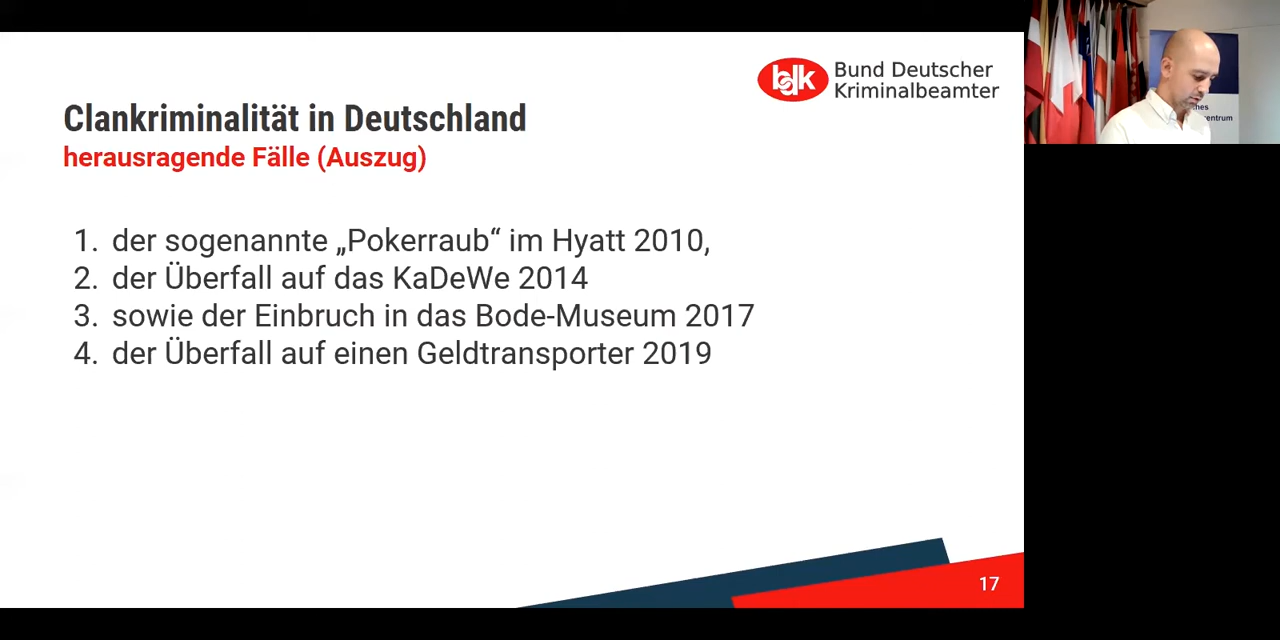 bdk Bund Deutscher
Kriminalbeamter
Clankriminalität in Deutschland
herausragende Fälle (Auszug)
1. der sogenannte „Pokerraub“ im Hyatt 2010,
2. der Überfall auf das KaDeWe 2014
3. sowie der Einbruch in das Bode-Museum 2017
4. der Überfall auf einen Geldtransporter 2019
17